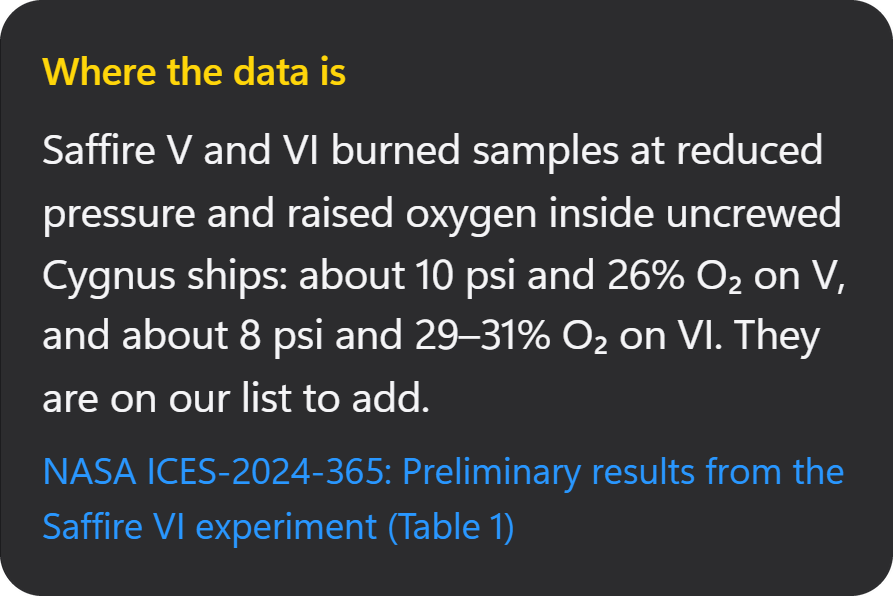 Where the data is
Saffire V and VI burned samples at reduced
pressure and raised oxygen inside uncrewed
Cygnus ships: about 10 psi and 26% O₂ on V,
and about 8 psi and 29–31% O₂ on VI. They
are on our list to add.
NASA ICES-2024-365: Preliminary results from the
Saffire VI experiment (Table 1)